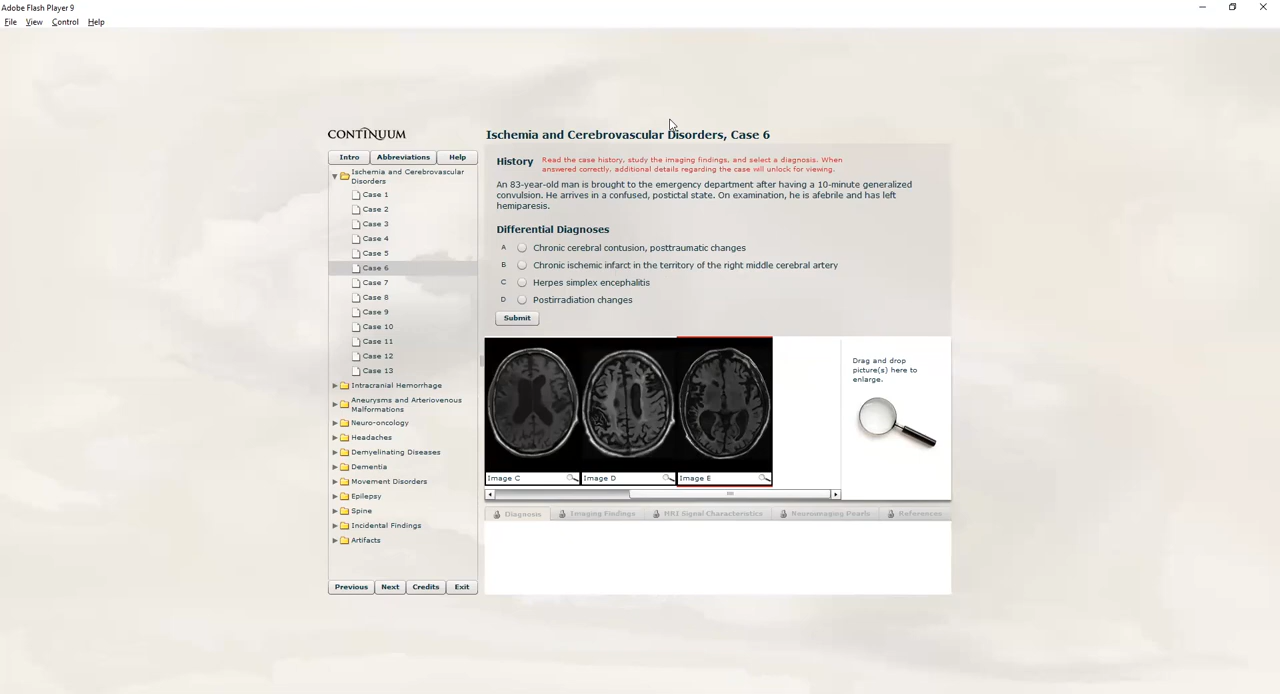 Adobe Flash Player 9
File View Control Help
CONTINUUM
Intro Abbreviations Help
Ischemia and Cerebrovascular
Disorders
Case 1
Case 2
Case 3
Case 4
Case 5
Case 6
Case 7
Case 8
Case 9
Case 10
Case 11
Case 12
Case 13
Intracranial Hemorrhage
Aneurysms and Arteriovenous
Malformations
Neuro-oncology
Headaches
Demyelinating Diseases
Dementia
Movement Disorders
Epilepsy
Spine
Incidental Findings
Artifacts
Previous Next Credits Exit
Ischemia and Cerebrovascular Disorders, Case 6
History Read the case history, study the imaging findings, and select a diagnosis. When
answered correctly, additional details regarding the case will unlock for viewing.
An 83-year-old man is brought to the emergency department after having a 10-minute generalized
convulsion. He arrives in a confused, postictal state. On examination, he is afebrile and has left
hemiparesis.
Differential Diagnoses
A Chronic cerebral contusion, posttraumatic changes
B Chronic ischemic infarct in the territory of the right middle cerebral artery
C Herpes simplex encephalitis
D Postirradiation changes
Submit
Image C Image D Image E
Drag and drop
picture(s) here to
enlarge.
Diagnosis Imaging Findings MRI Signal Characteristics Neuroimaging Pearls References